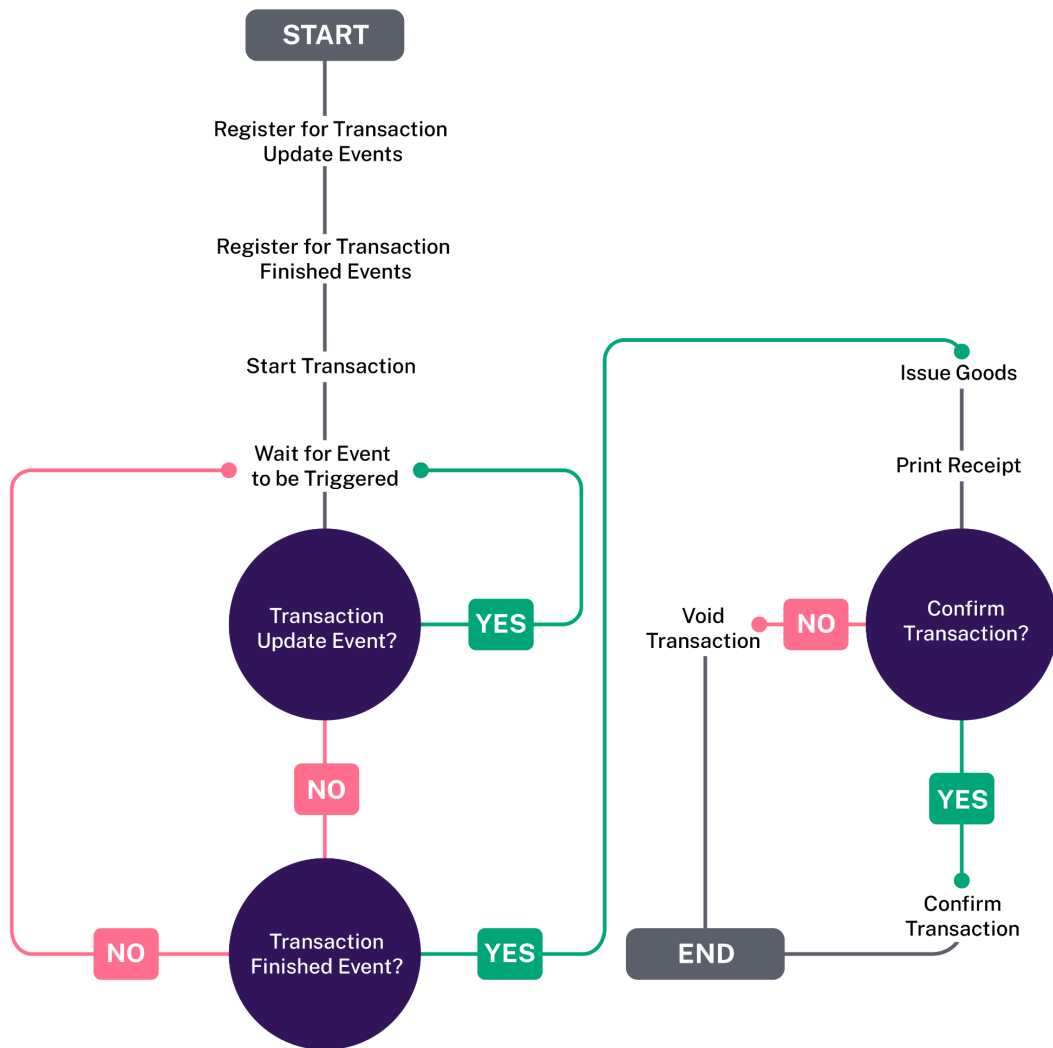 START
Register for Transaction
Update Events
Register for Transaction
Finished Events
Start Transaction
Wait for Event
to be Triggered
Transaction
Update Event?
YES
NO
Transaction
Finished Event?
NO
YES
Issue Goods
Print Receipt
Confirm
Transaction?
NO
Void
Transaction
YES
Confirm
Transaction
END